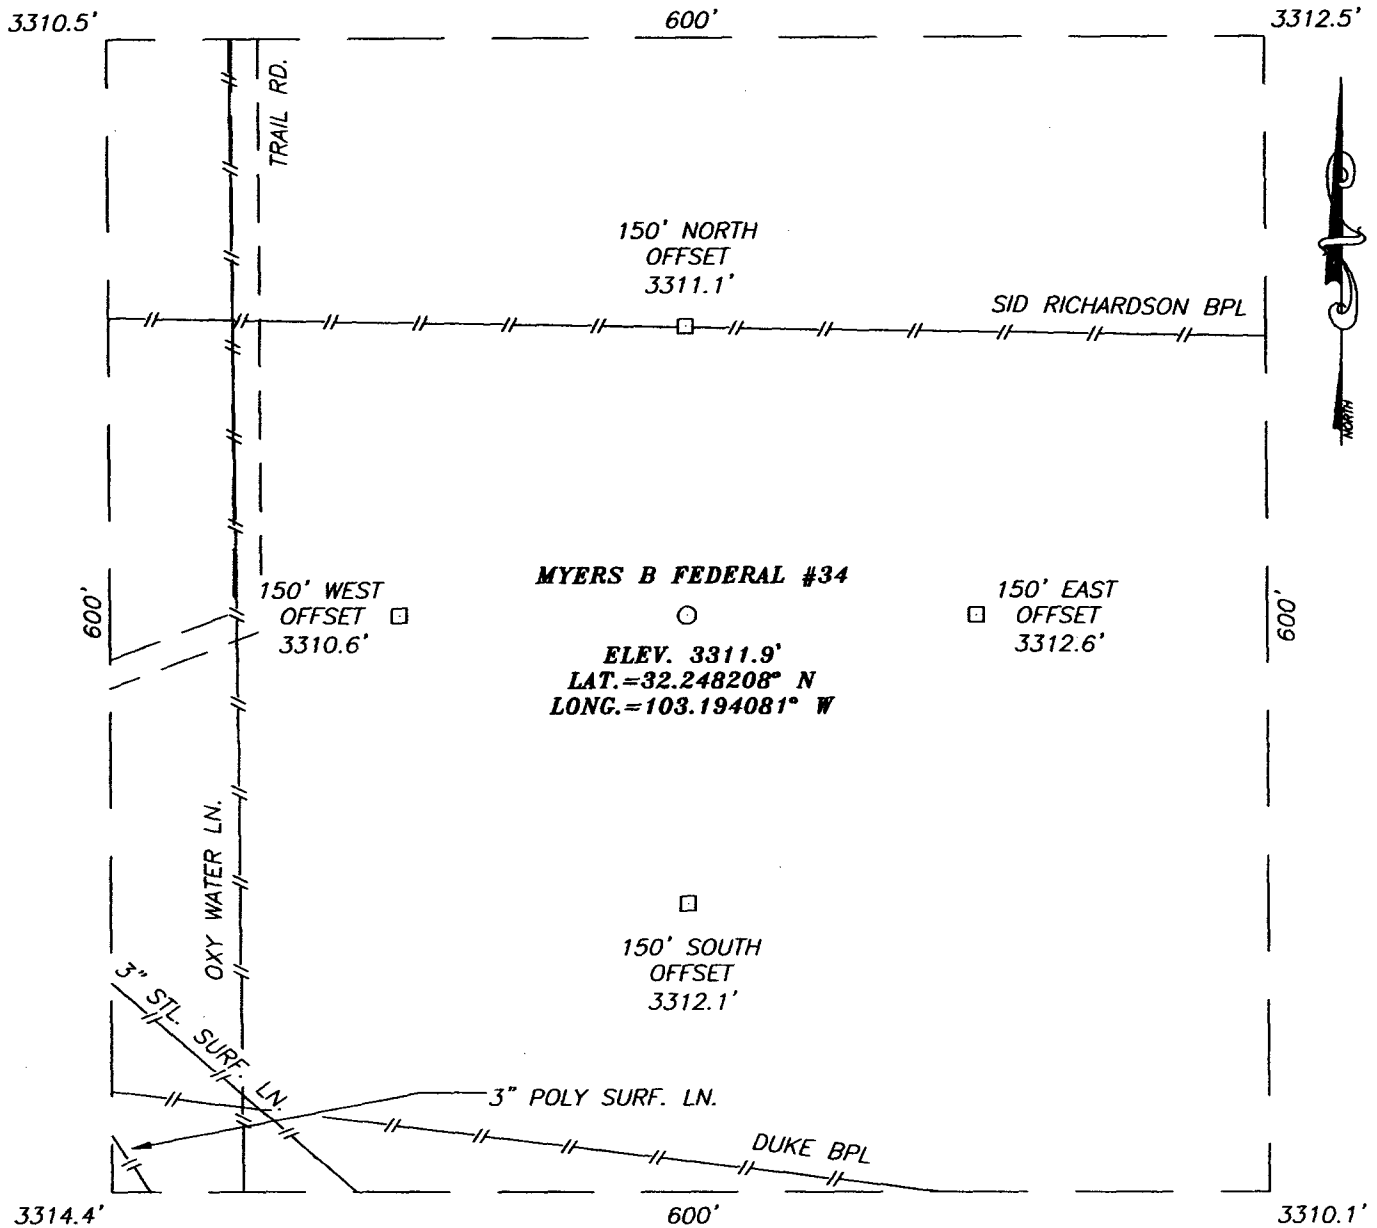 3310.5'
600'
3312.5'
TRAIL RD.
150' NORTH
OFFSET
3311.1'
SID RICHARDSON BPL
NORTH
600'
150' WEST
OFFSET
3310.6'
MYERS B FEDERAL #34
ELEV. 3311.9'
LAT.=32.248208° N
LONG.=103.194081° W
150' EAST
OFFSET
3312.6'
600'
OXY WATER LN.
150' SOUTH
OFFSET
3312.1'
3" STL. SURF. LN.
3" POLY SURF. LN.
DUKE BPL
3314.4'
600'
3310.1'